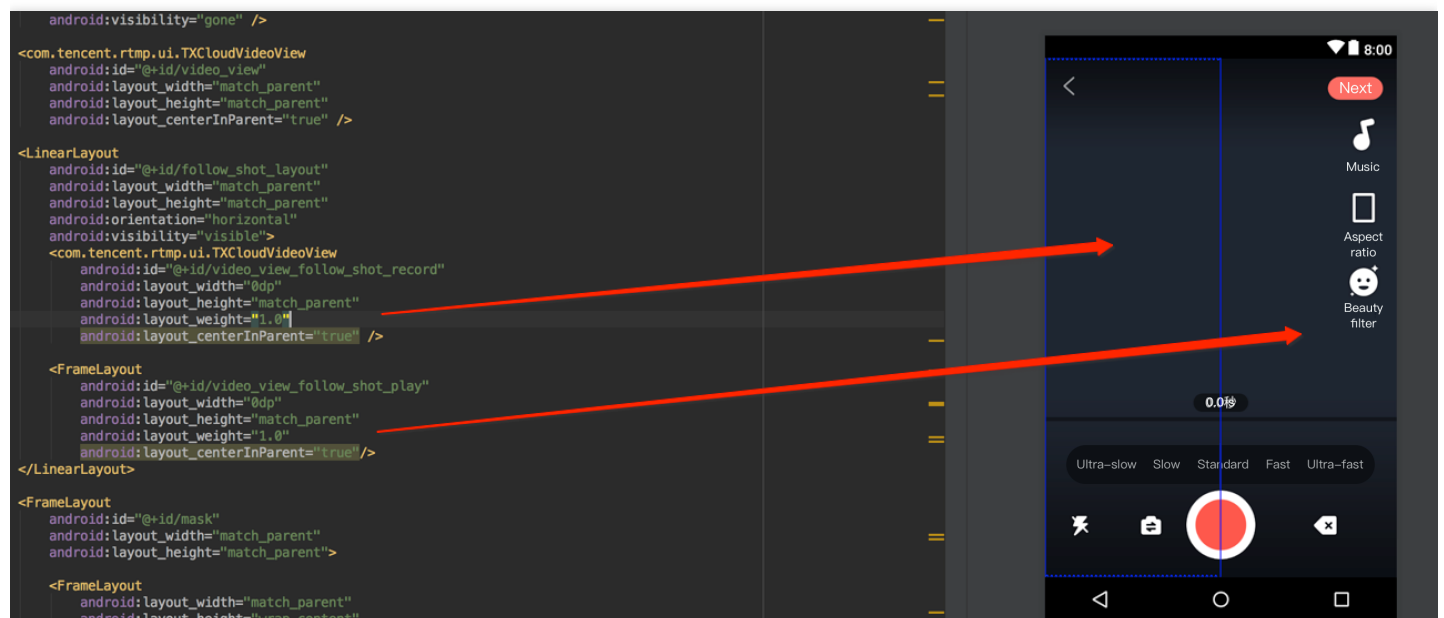 android:visibility="gone" />
<com.tencent.rtmp.ui.TXCloudVideoView
android:id="@+id/video_view"
android:layout_width="match_parent"
android:layout_height="match_parent"
android:layout_centerInParent="true" />
<LinearLayout
android:id="@+id/follow_shot_layout"
android:layout_width="match_parent"
android:layout_height="match_parent"
android:orientation="horizontal"
android:visibility="visible">
<com.tencent.rtmp.ui.TXCloudVideoView
android:id="@+id/video_view_follow_shot_record"
android:layout_width="0dp"
android:layout_height="match_parent"
android:layout_weight="1.0"
android:layout_centerInParent="true" />
<FrameLayout
android:id="@+id/video_view_follow_shot_play"
android:layout_width="0dp"
android:layout_height="match_parent"
android:layout_weight="1.0"
android:layout_centerInParent="true"/>
</LinearLayout>
<FrameLayout
android:id="@+id/mask"
android:layout_width="match_parent"
android:layout_height="match_parent">
<FrameLayout
android:layout_width="match_parent"
android:layout_height="wrap_content"
8:00
Next
Music
Aspect
ratio
Beauty
filter
0.0秒
Ultra-slow Slow Standard Fast Ultra-fast